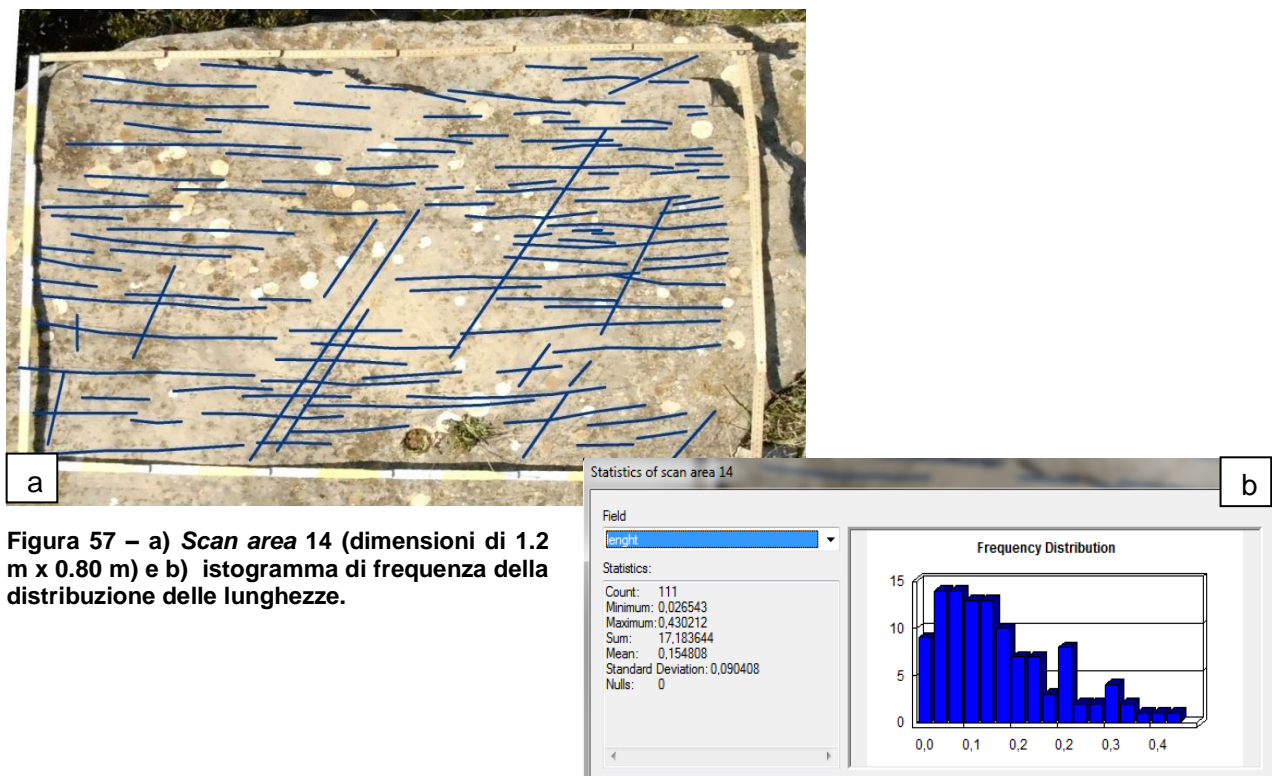 a
Figura 57 – a) Scan area 14 (dimensioni di 1.2
m x 0.80 m) e b) istogramma di frequenza della
distribuzione delle lunghezze.
Statistics of scan area 14
b
Field
lenght
Statistics:
Count: 111
Minimum: 0,026543
Maximum: 0,430212
Sum: 17,183644
Mean: 0,154808
Standard Deviation: 0,090408
Nulls: 0
Frequency Distribution
15
10
5
0
0,0 0,1 0,2 0,2 0,3 0,4